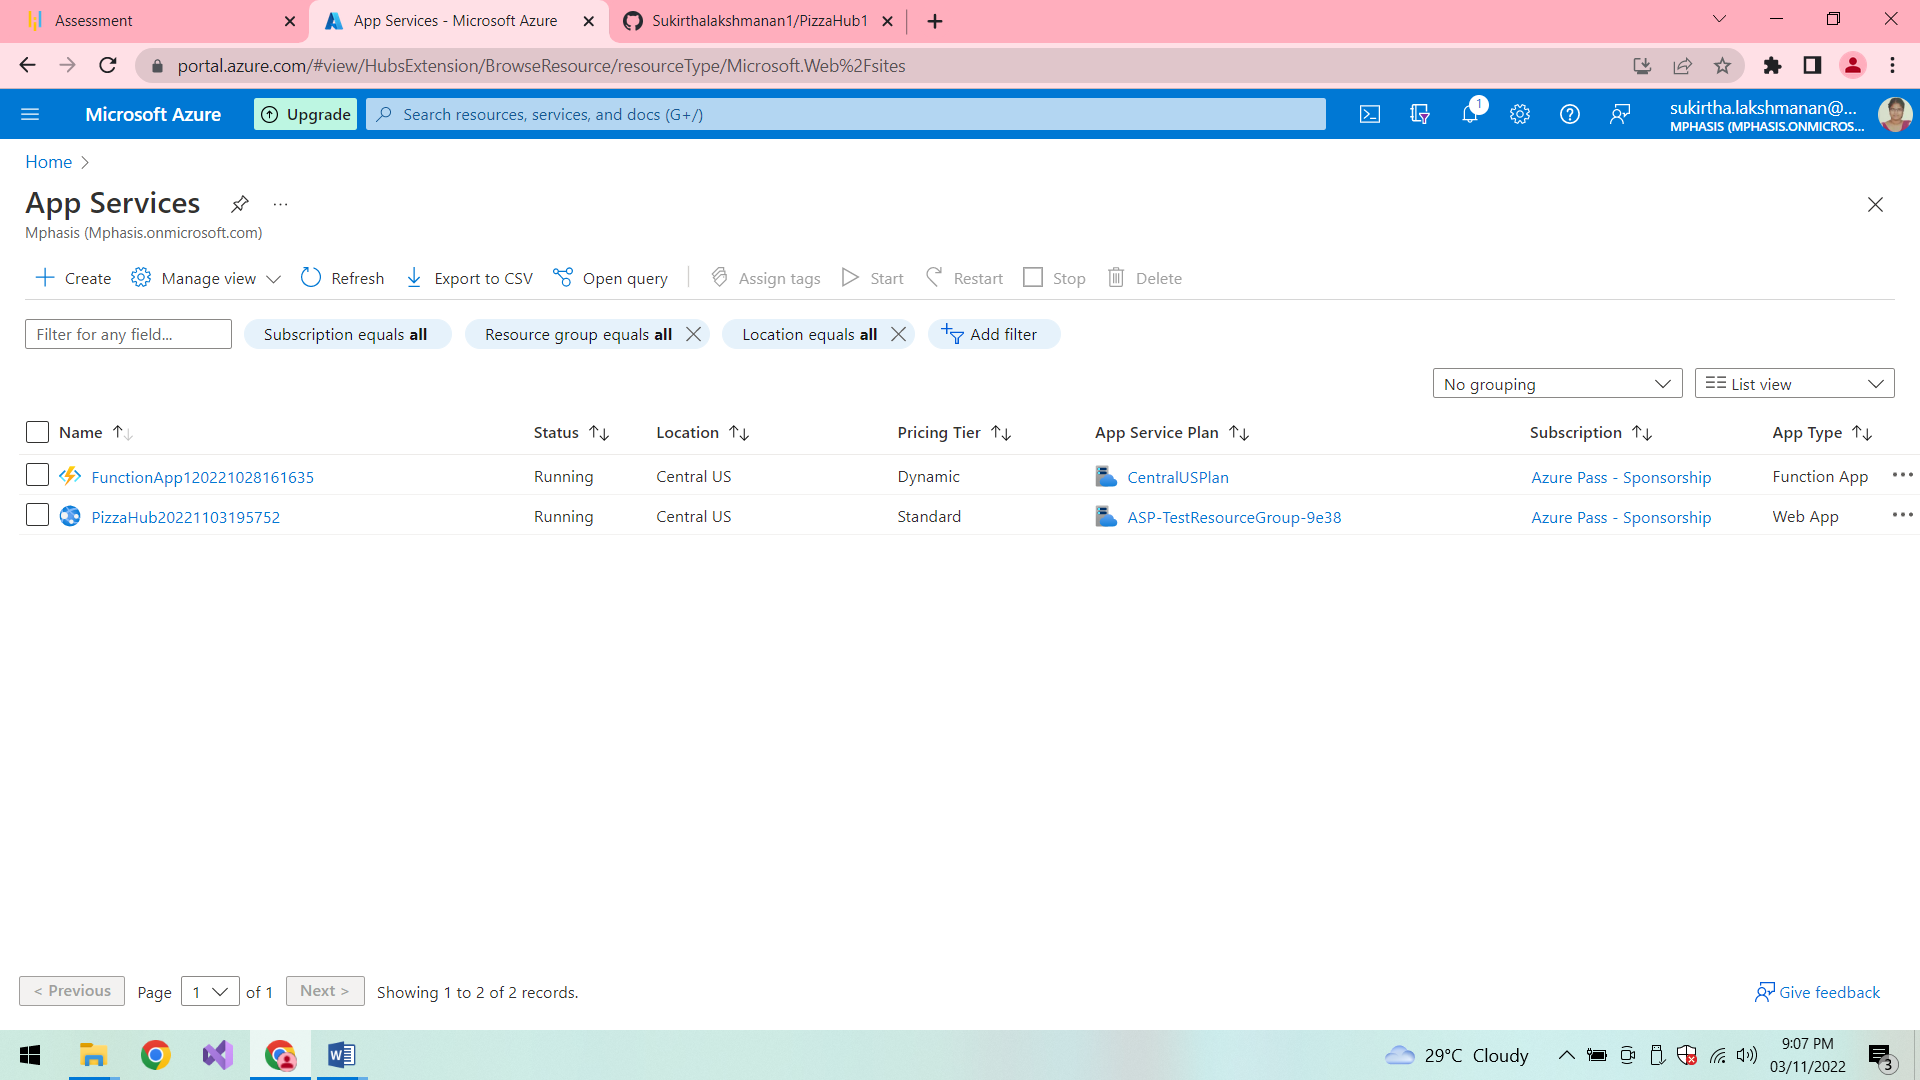 Assessment
App Services - Microsoft Azure
Sukirthalakshmanan1/PizzaHub1
portal.azure.com/#view/HubsExtension/BrowseResource/resourceType/Microsoft.Web%2Fsites
Microsoft Azure
Upgrade
Search resources, services, and docs (G+/)
1
sukirtha.lakshmanan@...
MPHASIS (MPHASIS.ONMICROS...
Home
App Services
Mphasis (Mphasis.onmicrosoft.com)
Create
Manage view
Refresh
Export to CSV
Open query
Assign tags
Start
Restart
Stop
Delete
Filter for any field...
Subscription equals all
Resource group equals all
Location equals all
Add filter
No grouping
List view
Name
Status
Location
Pricing Tier
App Service Plan
Subscription
App Type
FunctionApp120221028161635
Running
Central US
Dynamic
CentralUSPlan
Azure Pass - Sponsorship
Function App
PizzaHub20221103195752
Running
Central US
Standard
ASP-TestResourceGroup-9e38
Azure Pass - Sponsorship
Web App
< Previous
Page
1
of 1
Next >
Showing 1 to 2 of 2 records.
Give feedback
29°C Cloudy
9:07 PM
03/11/2022
3